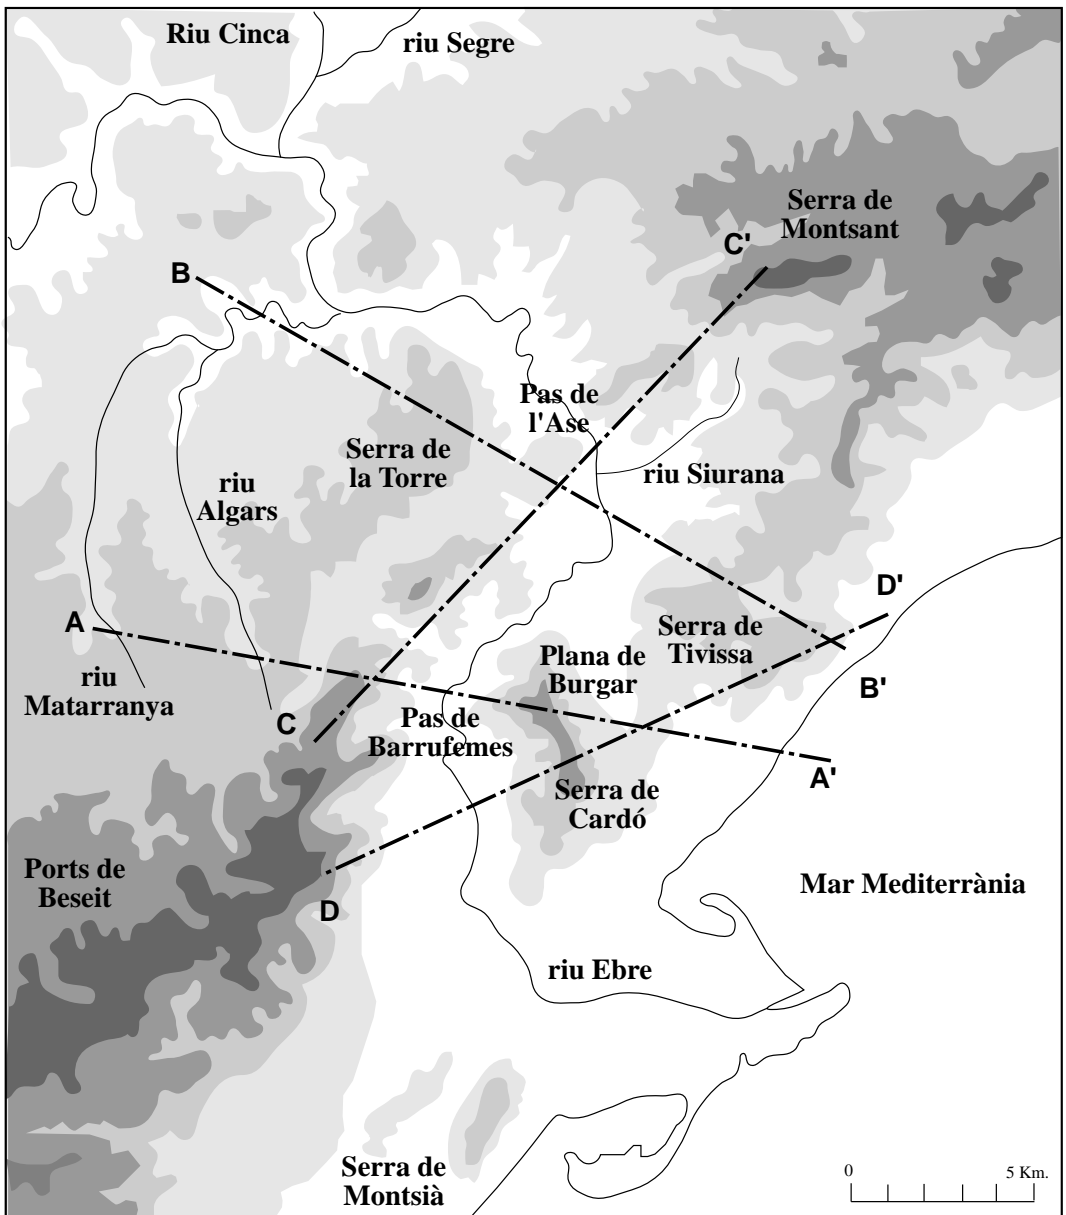 Riu Cinca
riu Segre
Serra de
Montsant
C'
B
Pas de
l'Ase
Serra de
la Torre
riu Siurana
riu
Algars
D'
A
Serra de
Tivissa
Plana de
Burgar
riu
Matarranya
B'
C
Pas de
Barrufemes
A'
Serra de
Cardó
Ports de
Beseit
Mar Mediterrània
D
riu Ebre
Serra de
Montsià
0
5 Km.